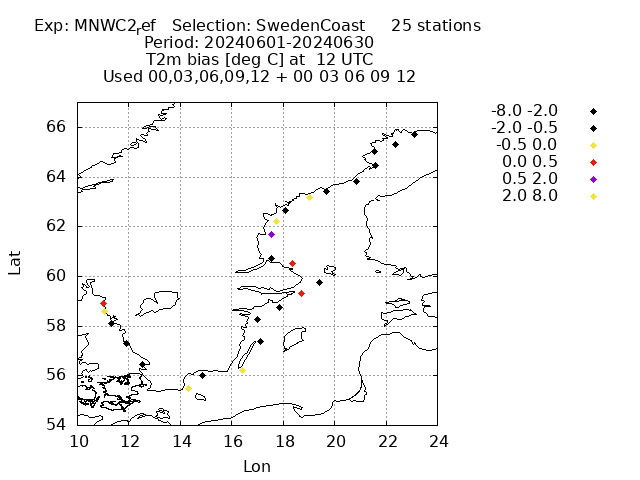 Exp: MNWC2ref   Selection: SwedenCoast     25 stations
Period: 20240601-20240630
T2m bias [deg C] at  12 UTC
Used 00,03,06,09,12 + 00 03 06 09 12
-8.0 -2.0
-2.0 -0.5
-0.5 0.0
0.0 0.5
0.5 2.0
2.0 8.0
66
64
62
60
58
56
54
Lat
10 12 14 16 18 20 22 24
Lon